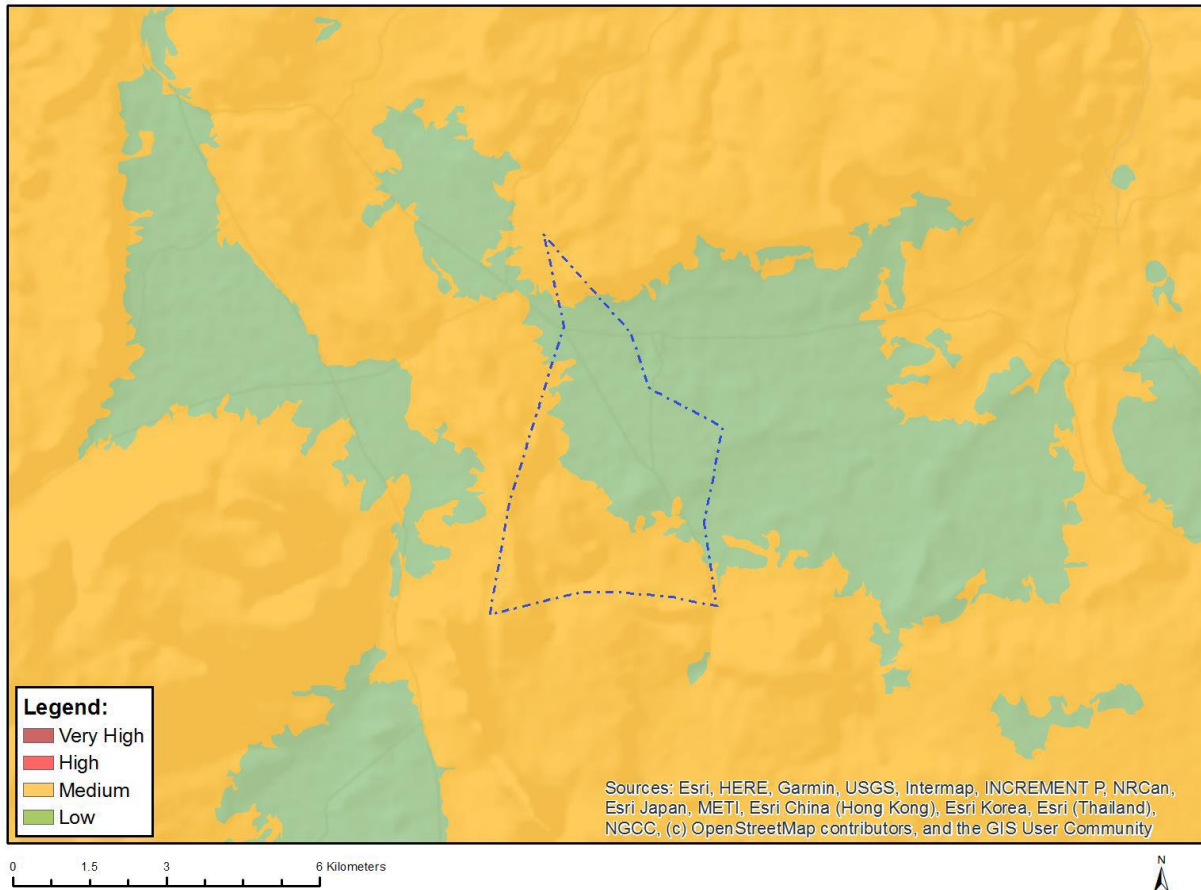 Legend:
Very High
High
Medium
Low
Sources: Esri, HERE, Garmin, USGS, Intermap, INCREMENT P, NRCan,
Esri Japan, METI, Esri China (Hong Kong), Esri Korea, Esri (Thailand),
NGCC, (c) OpenStreetMap contributors, and the GIS User Community
0 1.5 3 6 Kilometers
N